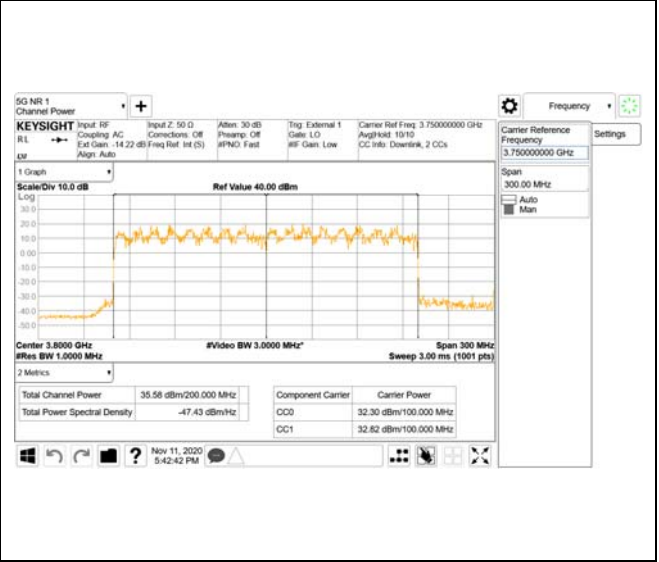 5G NR 1
Channel Power
Frequency
KEYSIGHT
RL
Input: RF
Coupling: AC
Ext Gain: -14.22 dB
Align: Auto
Input Z: 50 Ω
Corrections: Off
Freq Ref: Int (S)
Atten: 30 dB
Preamp: Off
#PNO: Fast
Trig: External 1
Gate: LO
#IF Gain: Low
Carrier Ref Freq: 3.750000000 GHz
Avg|Hold: 10/10
CC Info: Downlink, 2 CCs
Carrier Reference
Frequency
3.750000000 GHz
Settings
Span
300.00 MHz
Auto
Man
1 Graph
Scale/Div 10.0 dB
Ref Value 40.00 dBm
Log
30.0
20.0
10.0
0.00
-10.0
-20.0
-30.0
-40.0
-50.0
Center 3.8000 GHz
#Video BW 3.0000 MHz*
Span 300 MHz
#Res BW 1.0000 MHz
Sweep 3.00 ms (1001 pts)
2 Metrics
Total Channel Power 35.58 dBm/200.000 MHz
Total Power Spectral Density -47.43 dBm/Hz
Component Carrier Carrier Power
CC0 32.30 dBm/100.000 MHz
CC1 32.82 dBm/100.000 MHz
?
Nov 11, 2020
5:42:42 PM